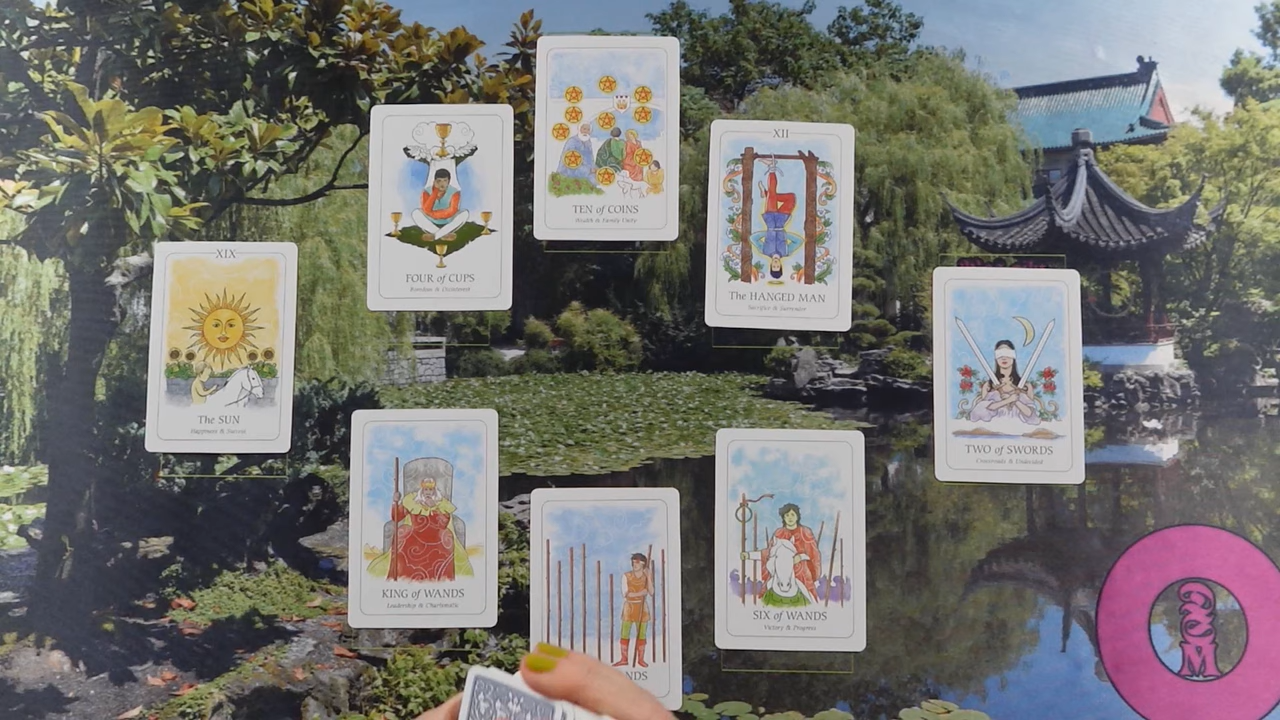 TEN of COINS
Wealth & Family Unity
FOUR of CUPS
Boredom & Disinterest
XII
The HANGED MAN
Sacrifice & Surrender
XIX
The SUN
Happiness & Success
TWO of SWORDS
Crossroads & Undecided
KING of WANDS
Leadership & Charismatic
SIX of WANDS
Victory & Progress
NDS